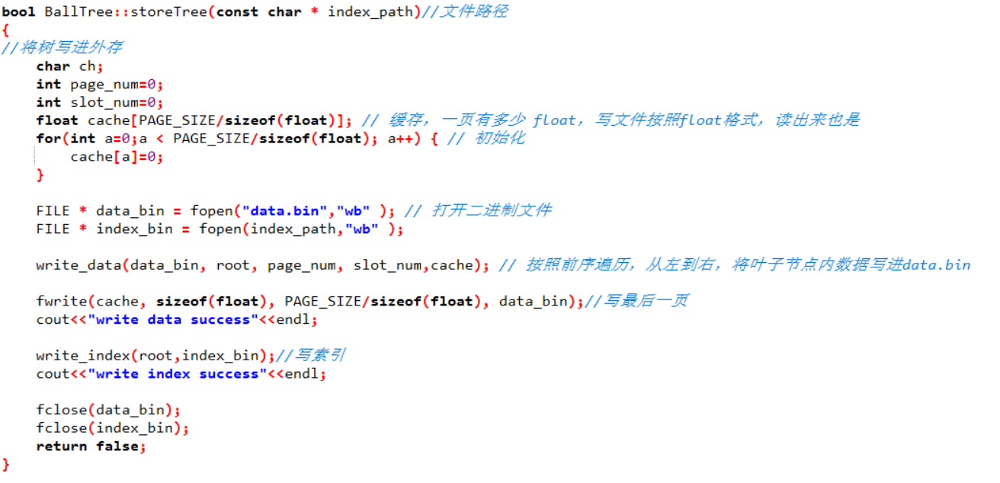 bool BallTree::storeTree(const char * index_path)//文件路径
{
//将树写进外存
    char ch;
    int page_num=0;
    int slot_num=0;
    float cache[PAGE_SIZE/sizeof(float)]; // 缓存，一页有多少 float，写文件按照float格式，读出来也是
    for(int a=0;a < PAGE_SIZE/sizeof(float); a++) { // 初始化
        cache[a]=0;
    }
    FILE * data_bin = fopen("data.bin","wb" ); // 打开二进制文件
    FILE * index_bin = fopen(index_path,"wb" );
    write_data(data_bin, root, page_num, slot_num,cache); // 按照前序遍历，从左到右，将叶子节点内数据写进data.bin
    fwrite(cache, sizeof(float), PAGE_SIZE/sizeof(float), data_bin);//写最后一页
    cout<<"write data success"<<endl;
    write_index(root,index_bin);//写索引
    cout<<"write index success"<<endl;
    fclose(data_bin);
    fclose(index_bin);
    return false;
}